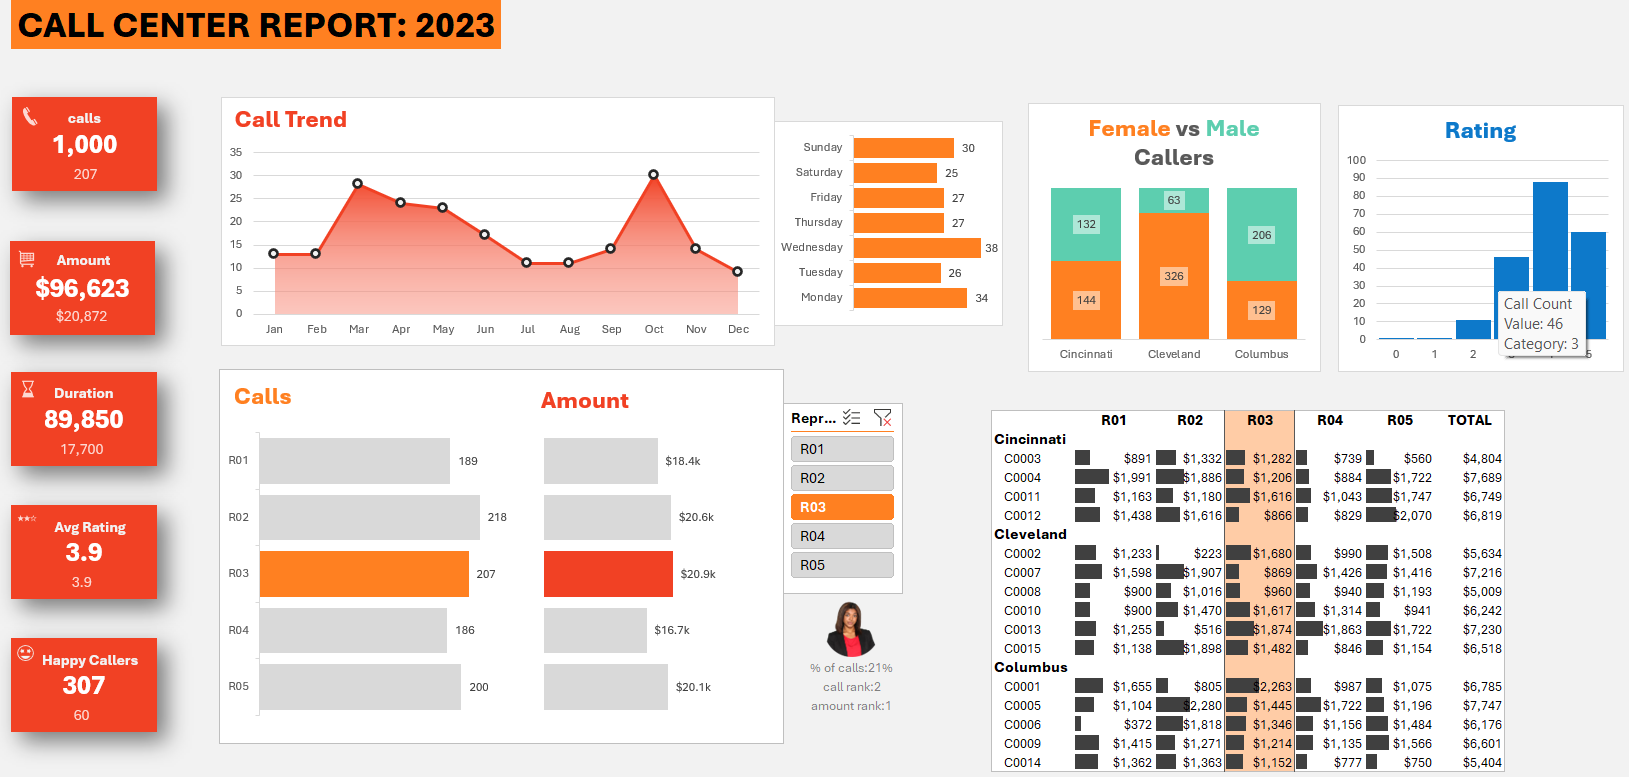 CALL CENTER REPORT: 2023
calls
1,000
207
Amount
$96,623
$20,872
Duration
89,850
17,700
Avg Rating
3.9
3.9
Happy Callers
307
60
Call Trend
35
30
25
20
15
10
5
0
Jan Feb Mar Apr May Jun Jul Aug Sep Oct Nov Dec
Sunday 30
Saturday 25
Friday 27
Thursday 27
Wednesday 38
Tuesday 26
Monday 34
Female vs Male
Callers
132 63 206
144 326 129
Cincinnati Cleveland Columbus
Rating
100
90
80
70
60
50
40
30
20
10
0
0 1 2 5
Call Count
Value: 46
Category: 3
Calls Amount
R01 189 $18.4k
R02 218 $20.6k
R03 207 $20.9k
R04 186 $16.7k
R05 200 $20.1k
Repr...
R01
R02
R03
R04
R05
% of calls:21%
call rank:2
amount rank:1
R01 R02 R03 R04 R05 TOTAL
Cincinnati
C0003 $891 $1,332 $1,282 $739 $560 $4,804
C0004 $1,991 $1,886 $1,206 $884 $1,722 $7,689
C0011 $1,163 $1,180 $1,616 $1,043 $1,747 $6,749
C0012 $1,438 $1,616 $866 $829 $2,070 $6,819
Cleveland
C0002 $1,233 $223 $1,680 $990 $1,508 $5,634
C0007 $1,598 $1,907 $869 $1,426 $1,416 $7,216
C0008 $900 $1,016 $960 $940 $1,193 $5,009
C0010 $900 $1,470 $1,617 $1,314 $941 $6,242
C0013 $1,255 $516 $1,874 $1,863 $1,722 $7,230
C0015 $1,138 $1,898 $1,482 $846 $1,154 $6,518
Columbus
C0001 $1,655 $805 $2,263 $987 $1,075 $6,785
C0005 $1,104 $2,280 $1,445 $1,722 $1,196 $7,747
C0006 $372 $1,818 $1,346 $1,156 $1,484 $6,176
C0009 $1,415 $1,271 $1,214 $1,135 $1,566 $6,601
C0014 $1,362 $1,363 $1,152 $777 $750 $5,404